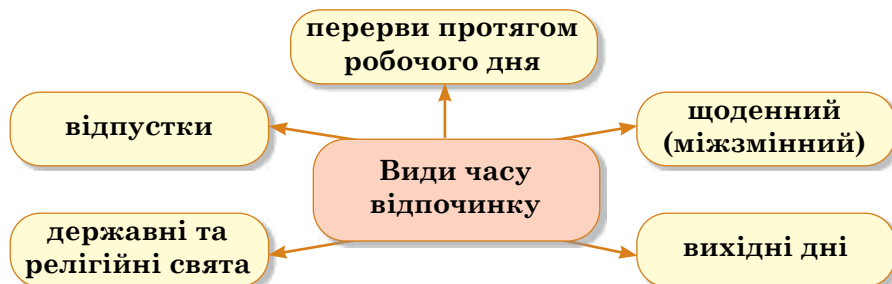 перерви протягом
робочого дня
відпустки
щоденний
(міжзмінний)
Види часу
відпочинку
державні та
релігійні свята
вихідні дні